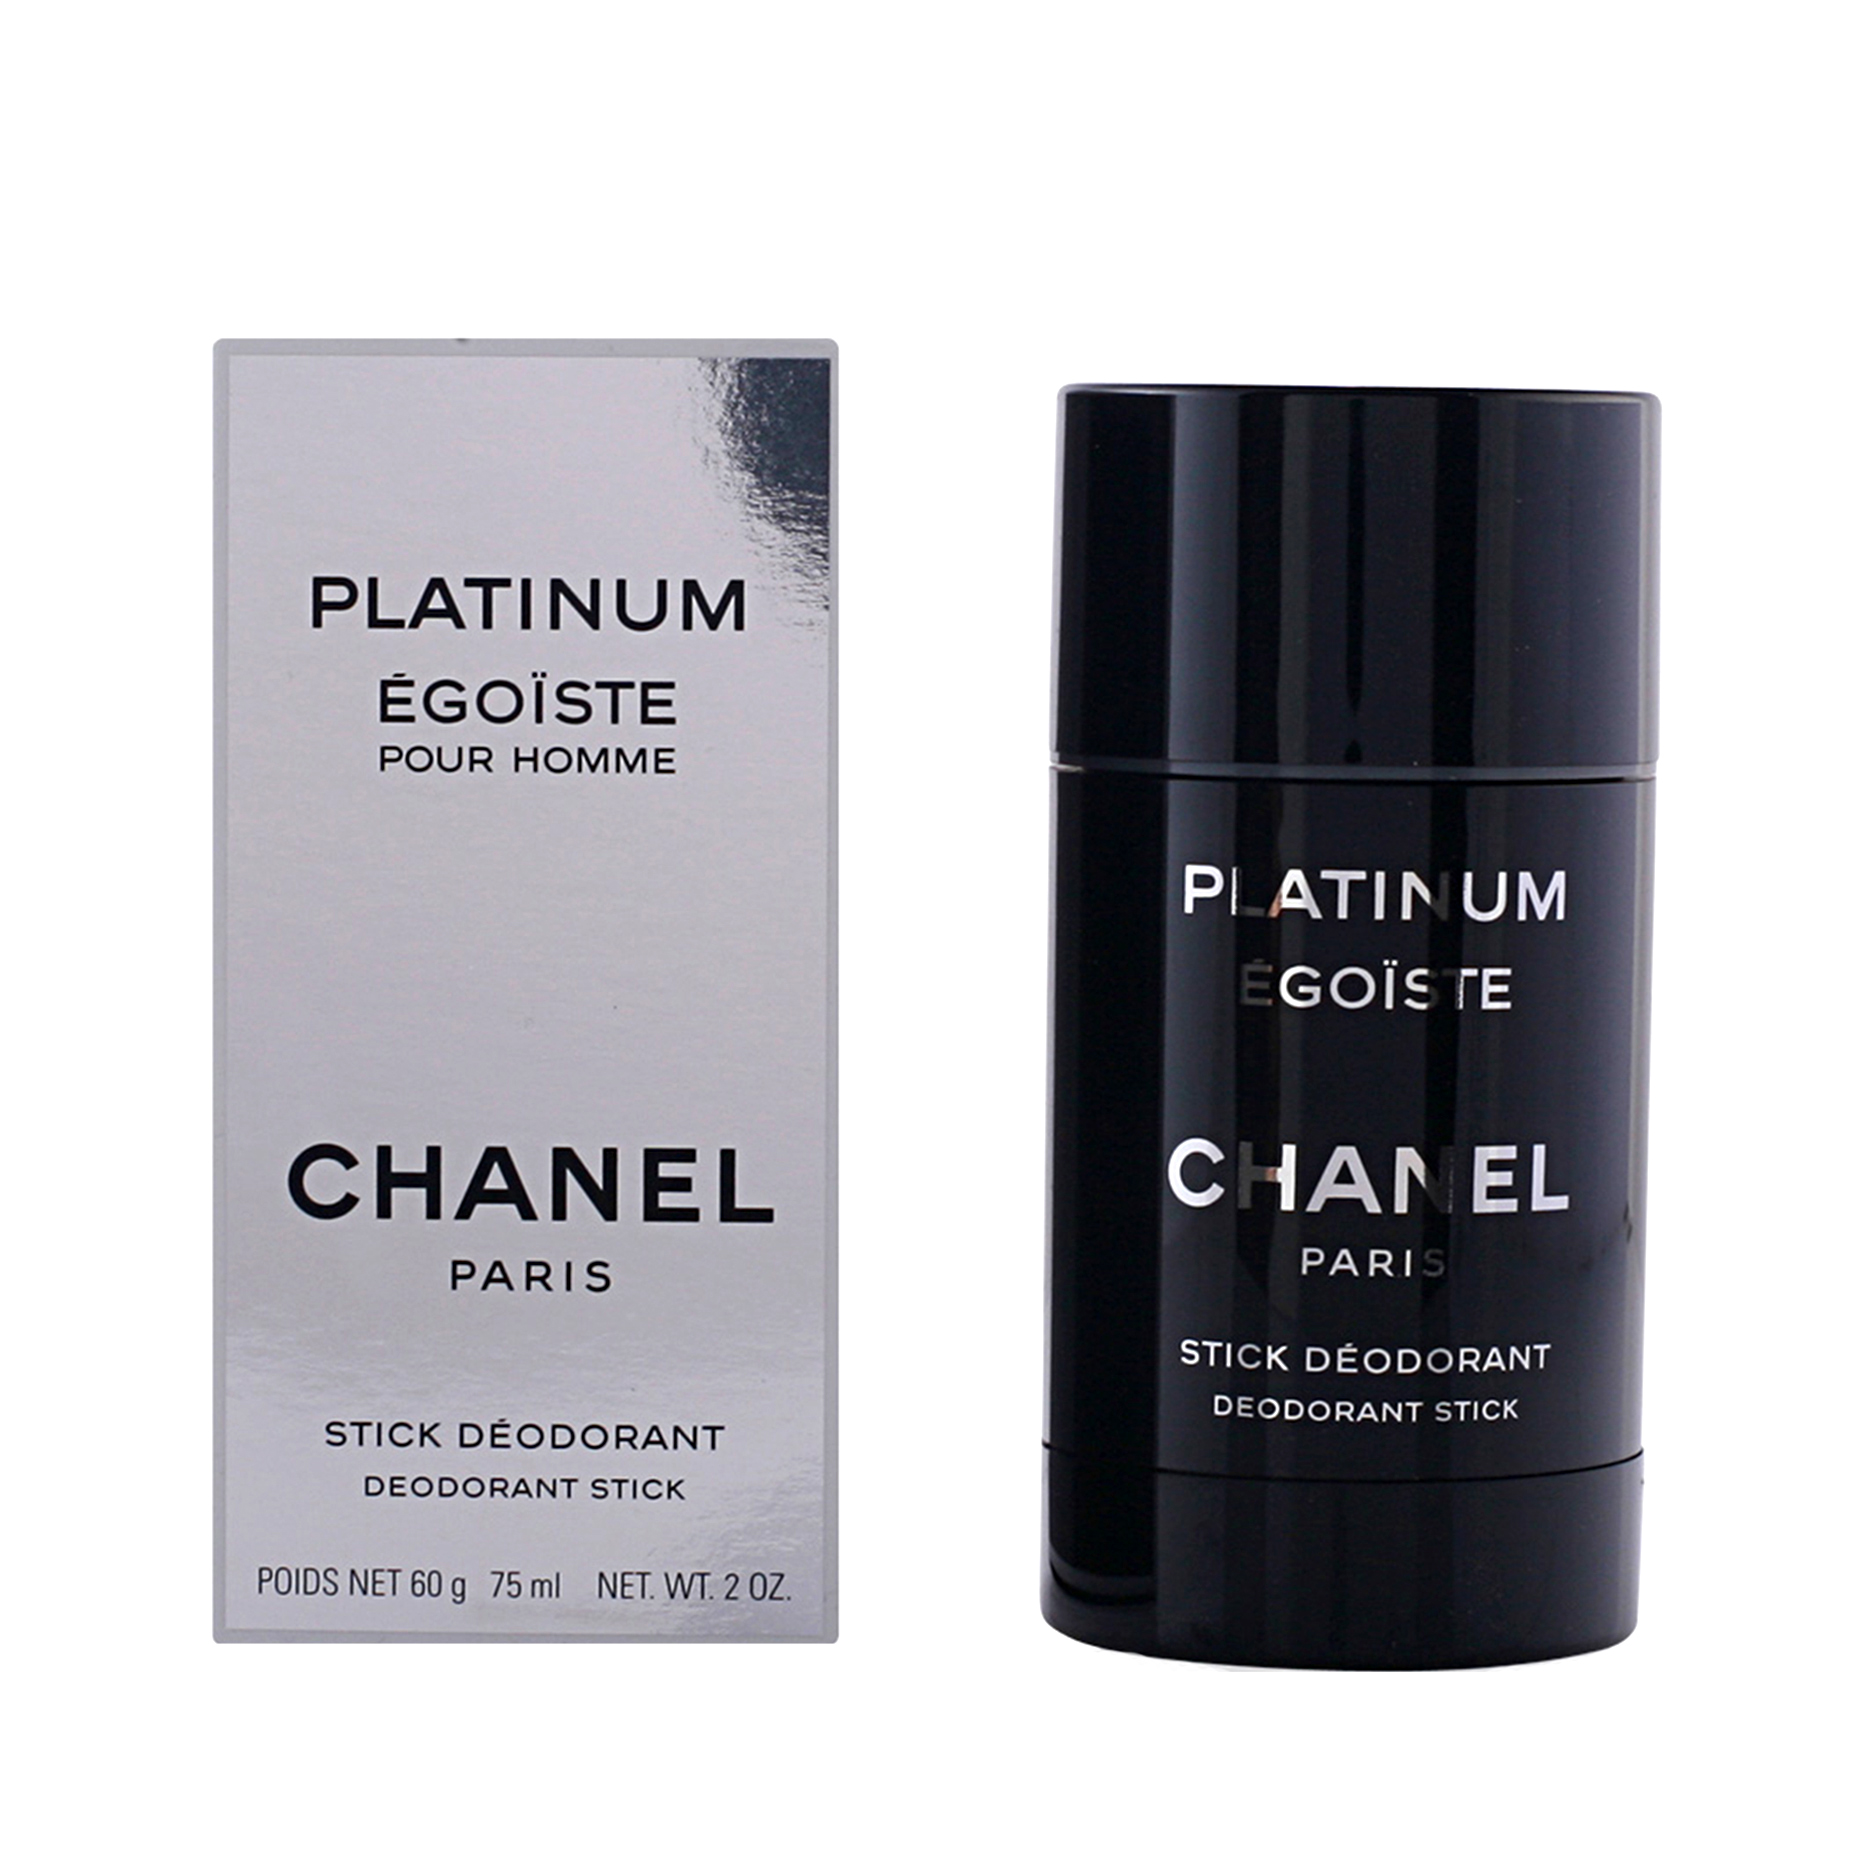 PLATINUM
ÉGOÏSTE
POUR HOMME
CHANEL
PARIS
STICK DÉODORANT
DEODORANT STICK
POIDS NET 60 g 75 ml NET. WT. 2 OZ.
PLATINUM
ÉGOÏSTE
CHANEL
PARIS
STICK DÉODORANT
DEODORANT STICK